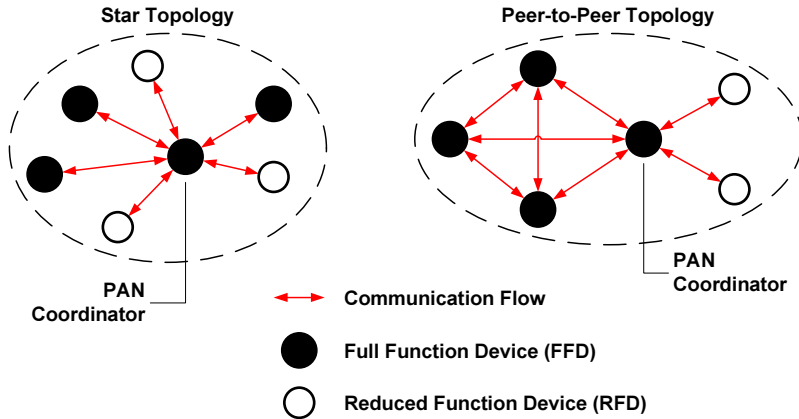 Star Topology
Peer-to-Peer Topology
PAN
Coordinator
PAN
Coordinator
Communication Flow
Full Function Device (FFD)
Reduced Function Device (RFD)